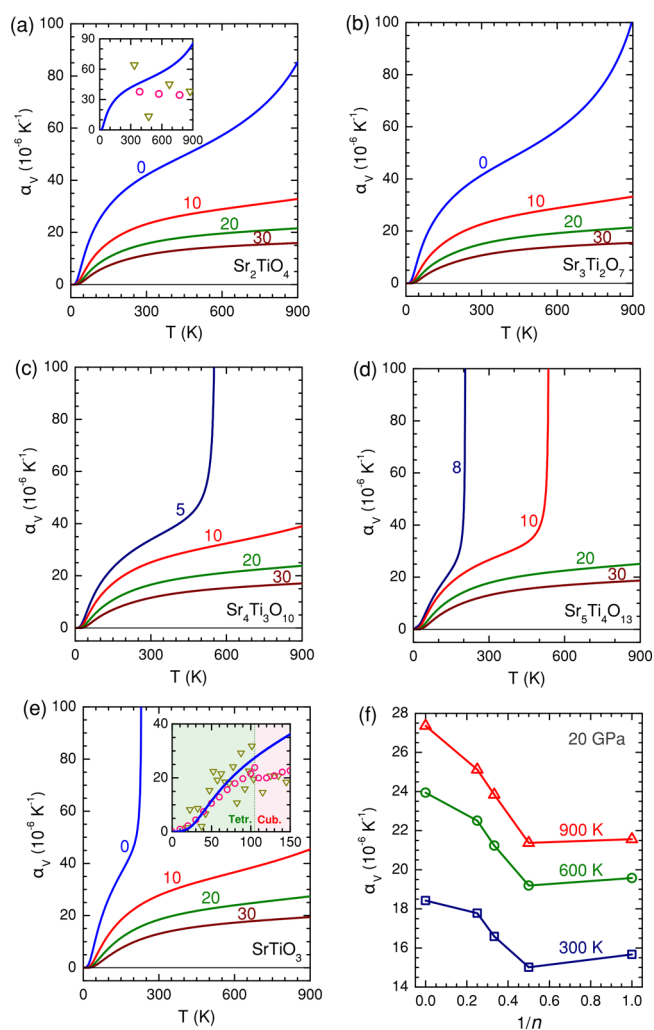 (a)
α_V (10⁻⁶ K⁻¹)
100
80
60
40
20
0
90
60
30
0
0 300 600 900
0
10
20
30
Sr₂TiO₄
0 300 600 900
T (K)
(b)
α_V (10⁻⁶ K⁻¹)
100
80
60
40
20
0
0
10
20
30
Sr₃Ti₂O₇
0 300 600 900
T (K)
(c)
α_V (10⁻⁶ K⁻¹)
100
80
60
40
20
0
5
10
20
30
Sr₄Ti₃O₁₀
0 300 600 900
T (K)
(d)
α_V (10⁻⁶ K⁻¹)
100
80
60
40
20
0
8
10
20
30
Sr₅Ti₄O₁₃
0 300 600 900
T (K)
(e)
α_V (10⁻⁶ K⁻¹)
100
80
60
40
20
0
40
20
0
Tetr. Cub.
0 50 100 150
0
10
20
30
SrTiO₃
0 300 600 900
T (K)
(f)
α_V (10⁻⁶ K⁻¹)
28
26
24
22
20
18
16
14
20 GPa
900 K
600 K
300 K
0.0 0.2 0.4 0.6 0.8 1.0
1/n